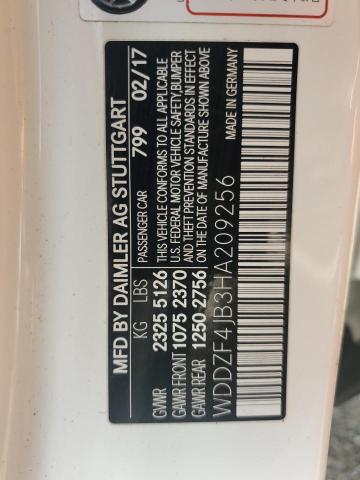 MFD BY DAIMLER AG STUTTGART
KG LBS PASSENGER CAR 799 02/17
GVWR 2325 5126 THIS VEHICLE CONFORMS TO ALL APPLICABLE
GAWR FRONT 1075 2370 U.S. FEDERAL MOTOR VEHICLE SAFETY,BUMPER
GAWR REAR 1250 2756 AND THEFT PREVENTION STANDARDS IN EFFECT
ON THE DATE OF MANUFACTURE SHOWN ABOVE
WDDZF4JB3HA209256 MADE IN GERMANY